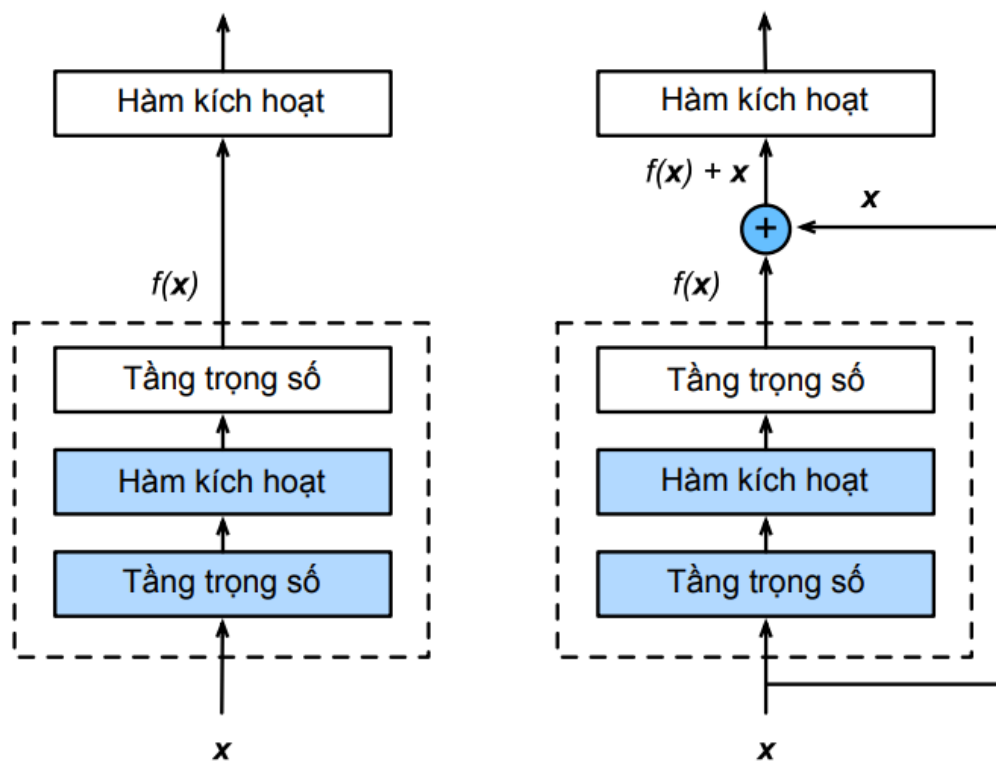 Hàm kích hoạt
f(x)
Tầng trọng số
Hàm kích hoạt
Tầng trọng số
x
Hàm kích hoạt
f(x) + x
x
+
f(x)
Tầng trọng số
Hàm kích hoạt
Tầng trọng số
x